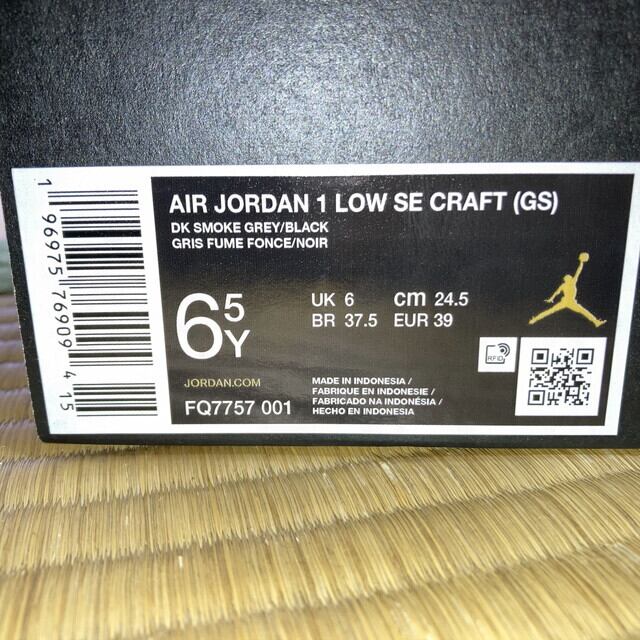 AIR JORDAN 1 LOW SE CRAFT (GS)
DK SMOKE GREY/BLACK
GRIS FUME FONCE/NOIR
6 5 Y
UK 6 cm 24.5
BR 37.5 EUR 39
RFID
JORDAN.COM
FQ7757 001
MADE IN INDONESIA /
FABRIQUE EN INDONESIE /
FABRICADO NA INDONÉSIA /
HECHO EN INDONESIA
1 96975 76909 4 15